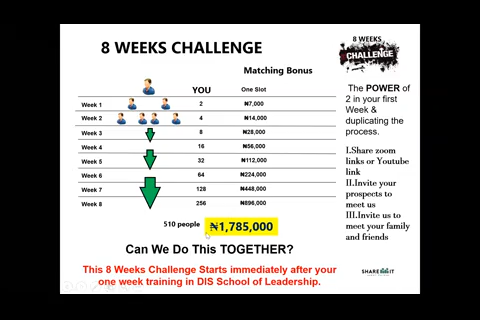 8 WEEKS CHALLENGE
Matching Bonus
YOU One Slot
Week 1 2 ₦7,000
Week 2 4 ₦14,000
Week 3 8 ₦28,000
Week 4 16 ₦56,000
Week 5 32 ₦112,000
Week 6 64 ₦224,000
Week 7 128 ₦448,000
Week 8 256 ₦896,000
510 people ₦1,785,000
Can We Do This TOGETHER?
This 8 Weeks Challenge Starts immediately after your
one week training in DIS School of Leadership.
8 WEEKS
CHALLENGE
The POWER of
2 in your first
Week &
duplicating the
process.
I.Share zoom
links or Youtube
link
II.Invite your
prospects to
meet us
III.Invite us to
meet your family
and friends
SHARE IT